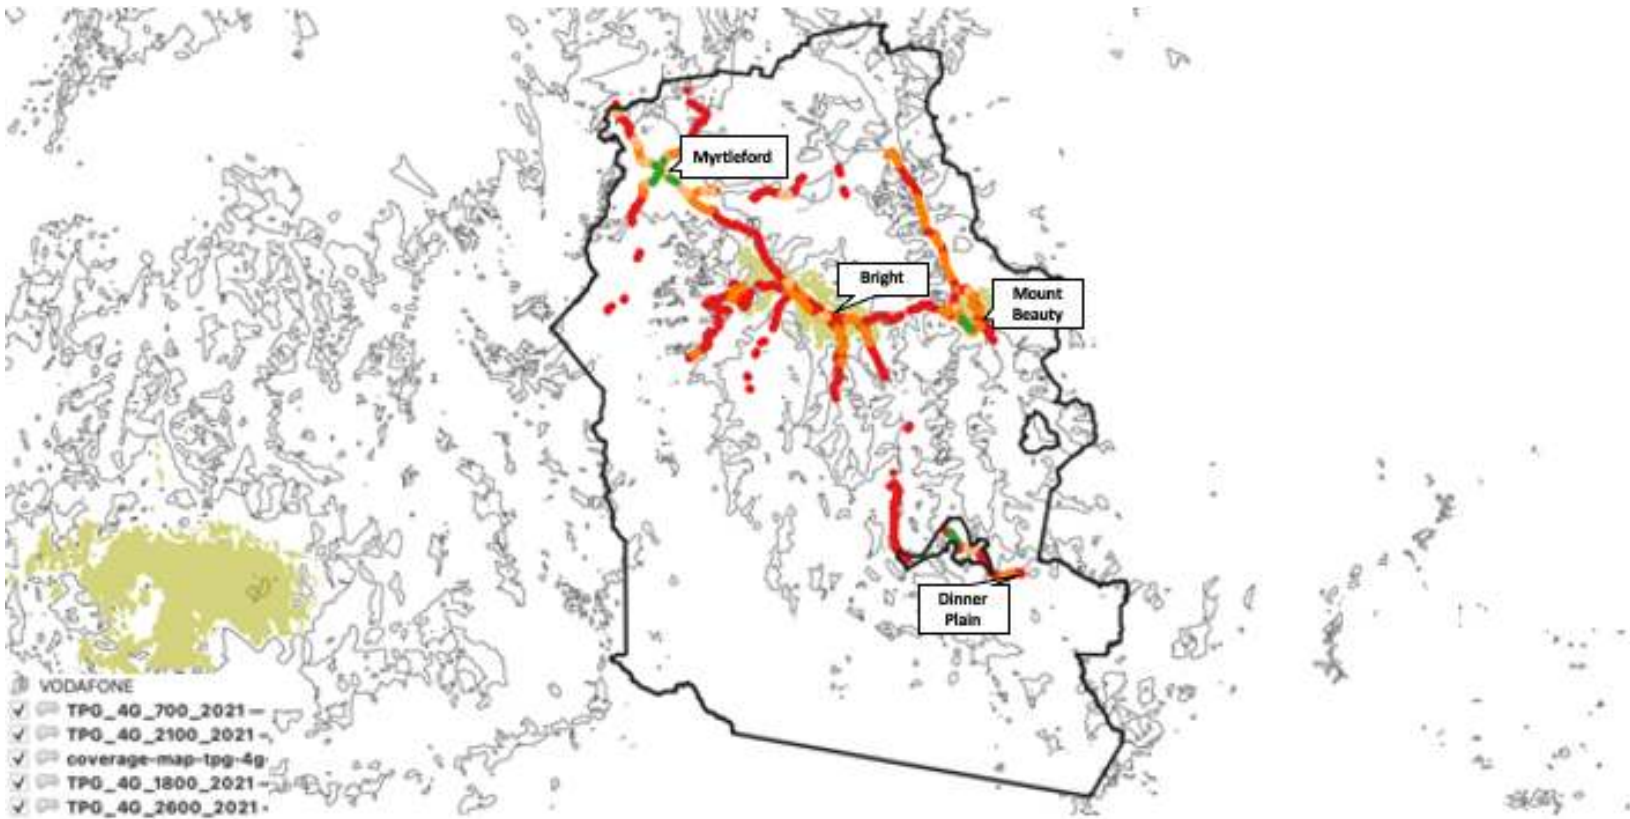 Myrtleford
Bright
Mount
Beauty
Dinner
Plain
VODAFONE
TPG_4G_700_2021
TPG_4G_2100_2021
coverage-map-tpg-4g
TPG_4G_1800_2021
TPG_4G_2600_2021